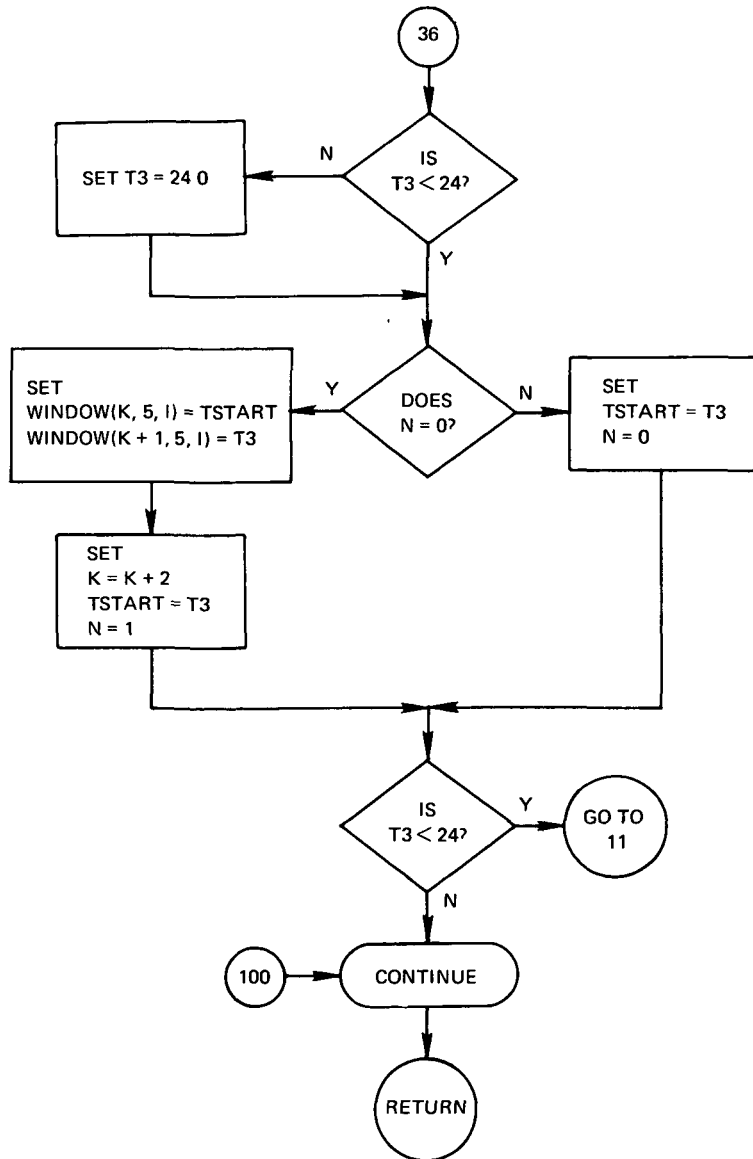 36
IS
T3 < 24?
N
SET T3 = 24 0
Y
DOES
N = 0?
Y
N
SET
WINDOW(K, 5, I) = TSTART
WINDOW(K + 1, 5, I) = T3
SET
TSTART = T3
N = 0
SET
K = K + 2
TSTART = T3
N = 1
IS
T3 < 24?
Y
GO TO
11
N
100
CONTINUE
RETURN